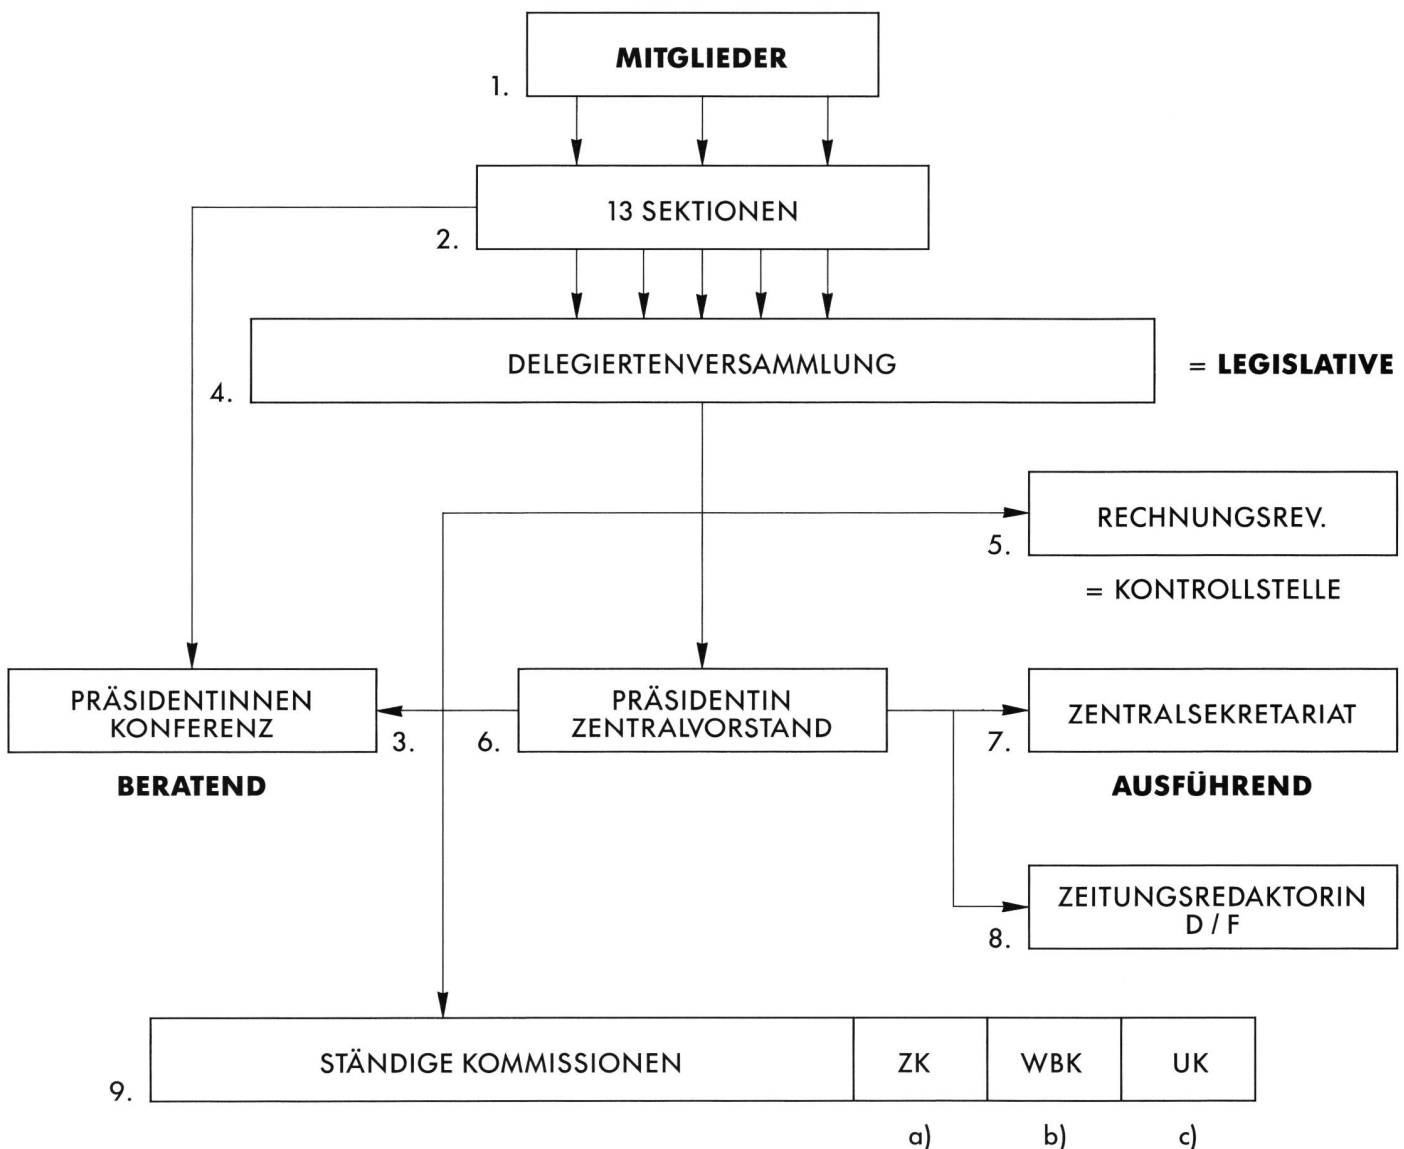 MITGLIEDER
1.
13 SEKTIONEN
2.
DELEGIERTENVERSAMMLUNG
= LEGISLATIVE
4.
RECHNUNGSREV.
5.
= KONTROLLSTELLE
PRÄSIDENTINNEN
KONFERENZ
3.
BERATEND
PRÄSIDENTIN
ZENTRALVORSTAND
6.
ZENTRALSEKRETARIAT
7.
AUSFÜHREND
ZEITUNGSREDAKTORIN
D / F
8.
STÄNDIGE KOMMISSIONEN
ZK
WBK
UK
9.
a)
b)
c)